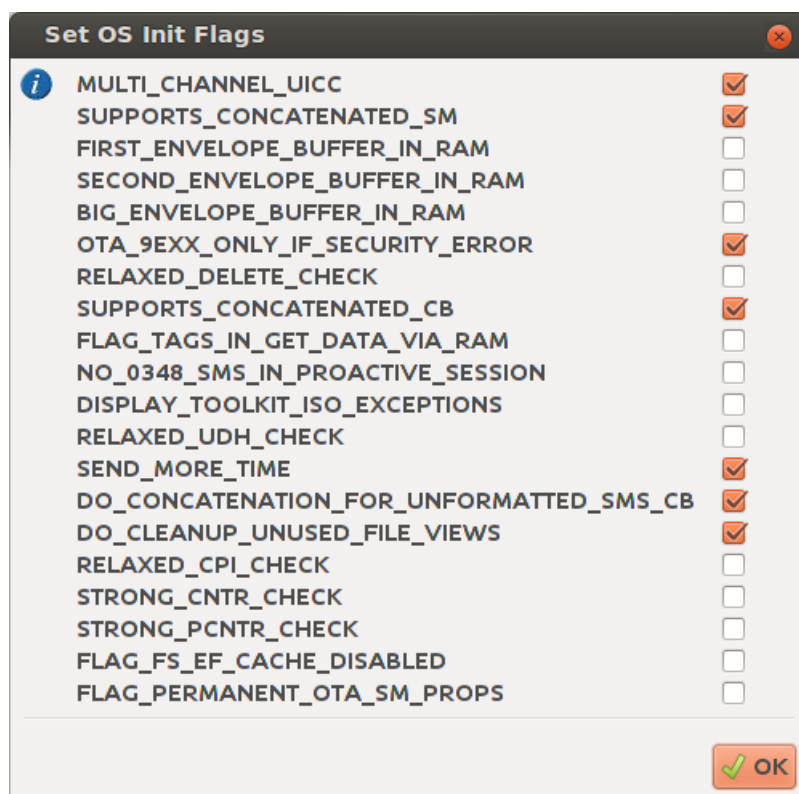 Set OS Init Flags
MULTI_CHANNEL_UICC
SUPPORTS_CONCATENATED_SM
FIRST_ENVELOPE_BUFFER_IN_RAM
SECOND_ENVELOPE_BUFFER_IN_RAM
BIG_ENVELOPE_BUFFER_IN_RAM
OTA_9EXX_ONLY_IF_SECURITY_ERROR
RELAXED_DELETE_CHECK
SUPPORTS_CONCATENATED_CB
FLAG_TAGS_IN_GET_DATA_VIA_RAM
NO_0348_SMS_IN_PROACTIVE_SESSION
DISPLAY_TOOLKIT_ISO_EXCEPTIONS
RELAXED_UDH_CHECK
SEND_MORE_TIME
DO_CONCATENATION_FOR_UNFORMATTED_SMS_CB
DO_CLEANUP_UNUSED_FILE_VIEWS
RELAXED_CPI_CHECK
STRONG_CNTR_CHECK
STRONG_PCNTR_CHECK
FLAG_FS_EF_CACHE_DISABLED
FLAG_PERMANENT_OTA_SM_PROPS
OK